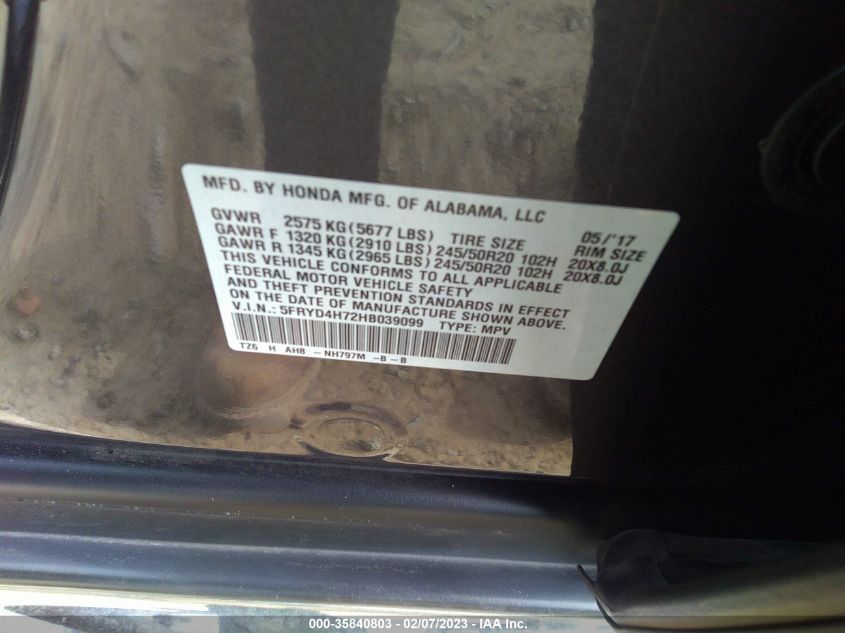 MFD. BY HONDA MFG. OF ALABAMA, LLC
GVWR 2575 KG (5677 LBS) TIRE SIZE 05/'17
GAWR F 1320 KG (2910 LBS) 245/50R20 102H RIM SIZE 20X8.0J
GAWR R 1345 KG (2965 LBS) 245/50R20 102H 20X8.0J
THIS VEHICLE CONFORMS TO ALL APPLICABLE
FEDERAL MOTOR VEHICLE SAFETY
AND THEFT PREVENTION STANDARDS IN EFFECT
ON THE DATE OF MANUFACTURE SHOWN ABOVE.
V.I.N.: 5FRYD4H72HB039099 TYPE: MPV
TZ6 H AH8 - NH797M - B - B
000-35840803 - 02/07/2023 - IAA Inc.